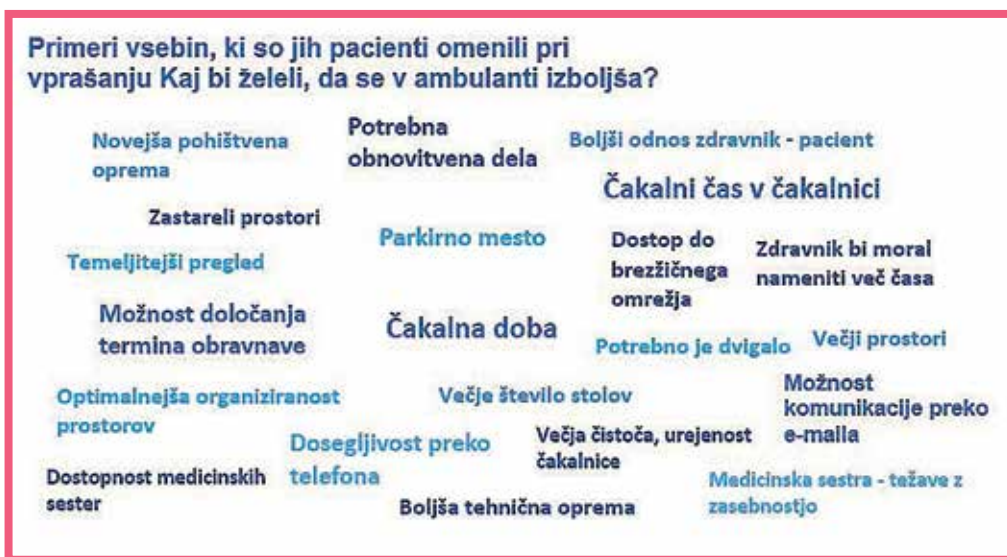 Primeri vsebin, ki so jih pacienti omenili pri
vprašanju Kaj bi želeli, da se v ambulanti izboljša?
Novejša pohištvena
oprema
Potrebna
obnovitvena dela
Boljši odnos zdravnik - pacient
Čakalni čas v čakalnici
Zastareli prostori
Parkirno mesto
Dostop do
brezžičnega
omrežja
Zdravnik bi moral
nameniti več časa
Temeljitejši pregled
Možnost določanja
termina obravnave
Čakalna doba
Potrebno je dvigalo
Večji prostori
Optimalnejša organiziranost
prostorov
Večje število stolov
Možnost
komunikacije preko
e-maila
Dosegljivost preko
telefona
Večja čistoča, urejenost
čakalnice
Dostopnost medicinskih
sester
Boljša tehnična oprema
Medicinska sestra - težave z
zasebnostjo